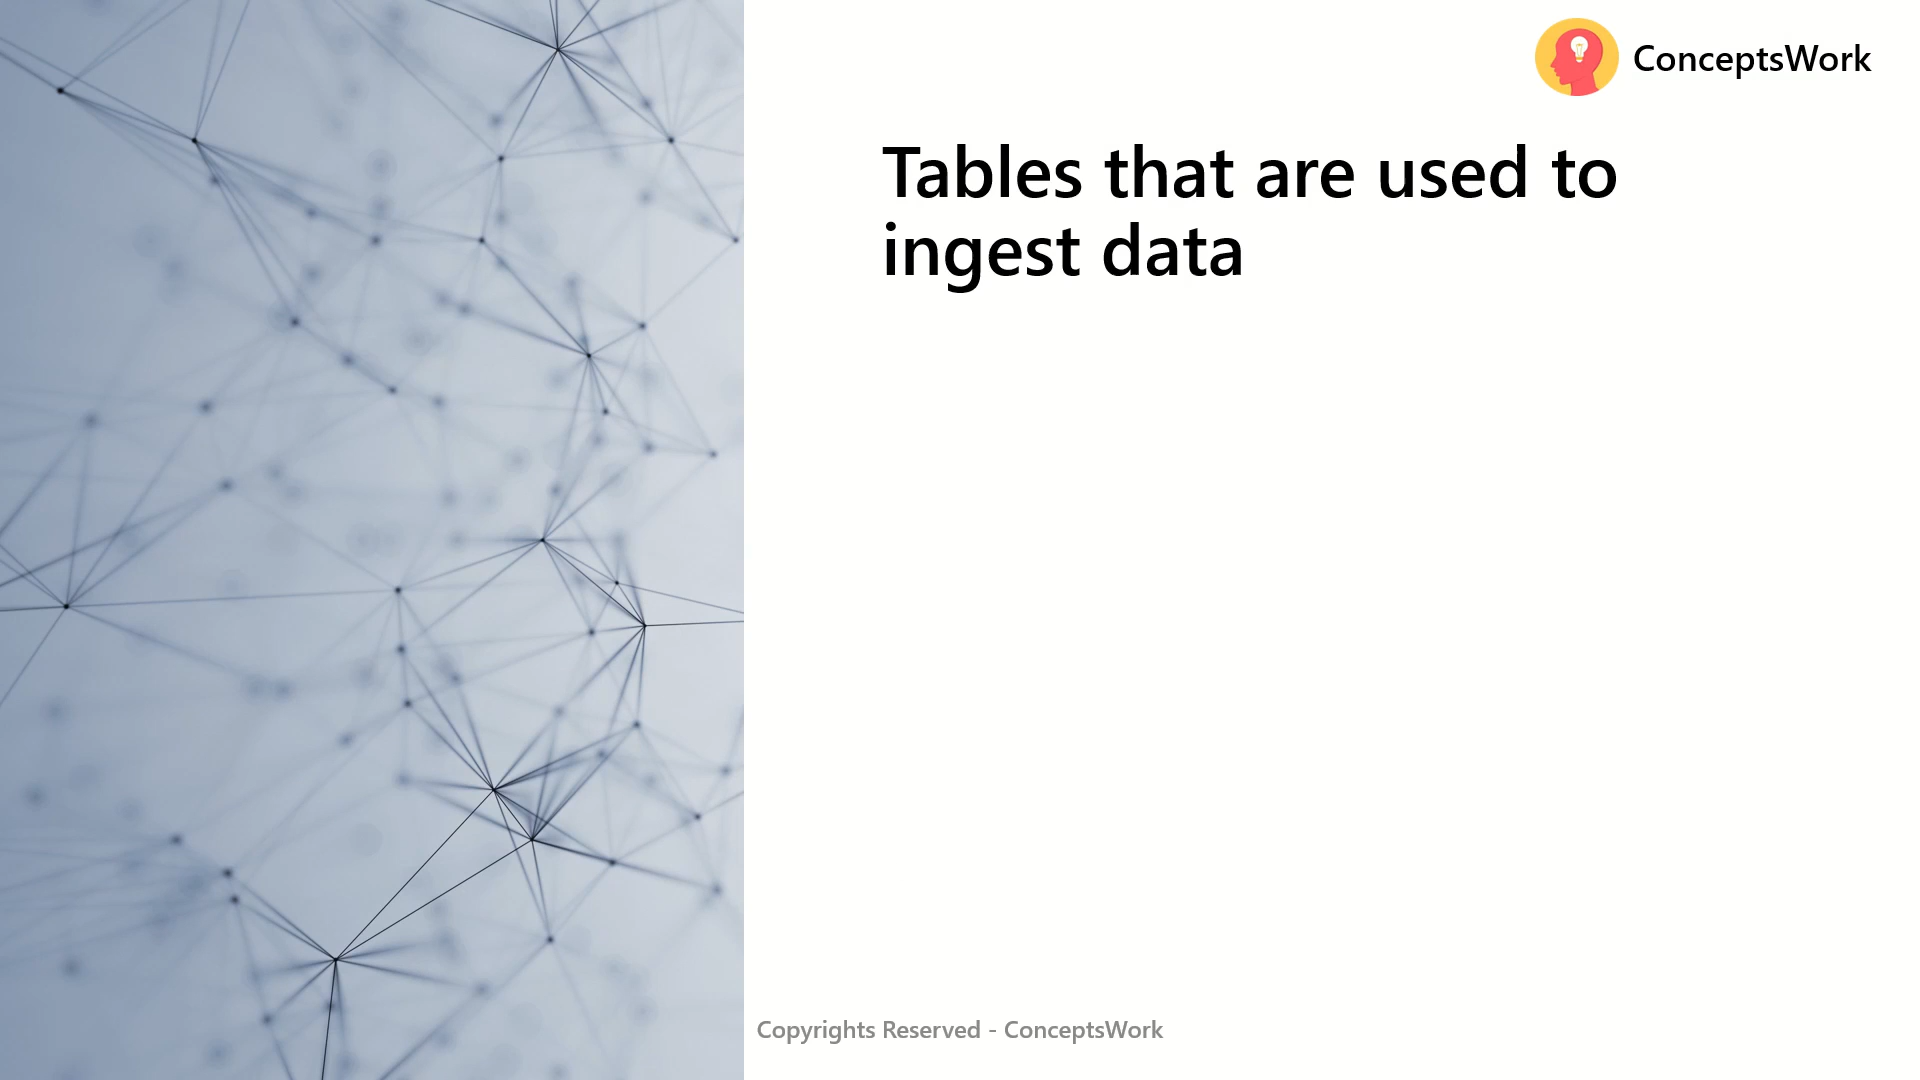 ConceptsWork
Tables that are used to
ingest data
Copyrights Reserved - ConceptsWork